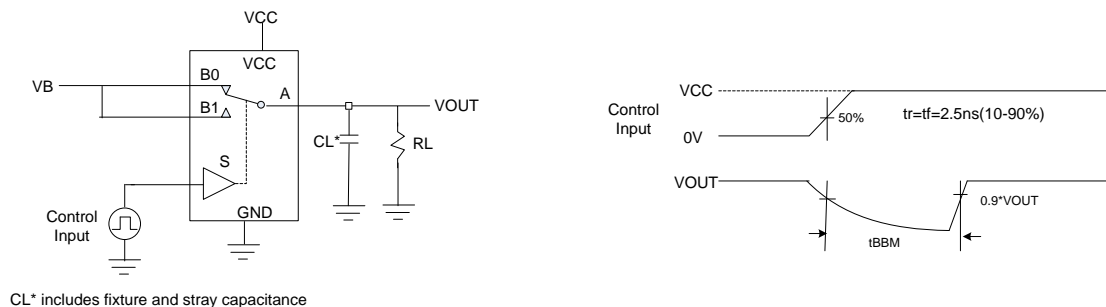 VCC
VCC
VB
B0
A
B1
VOUT
CL*
RL
S
GND
Control
Input
CL* includes fixture and stray capacitance
VCC
Control
Input
50%
tr=tf=2.5ns(10-90%)
0V
VOUT
0.9*VOUT
tBBM